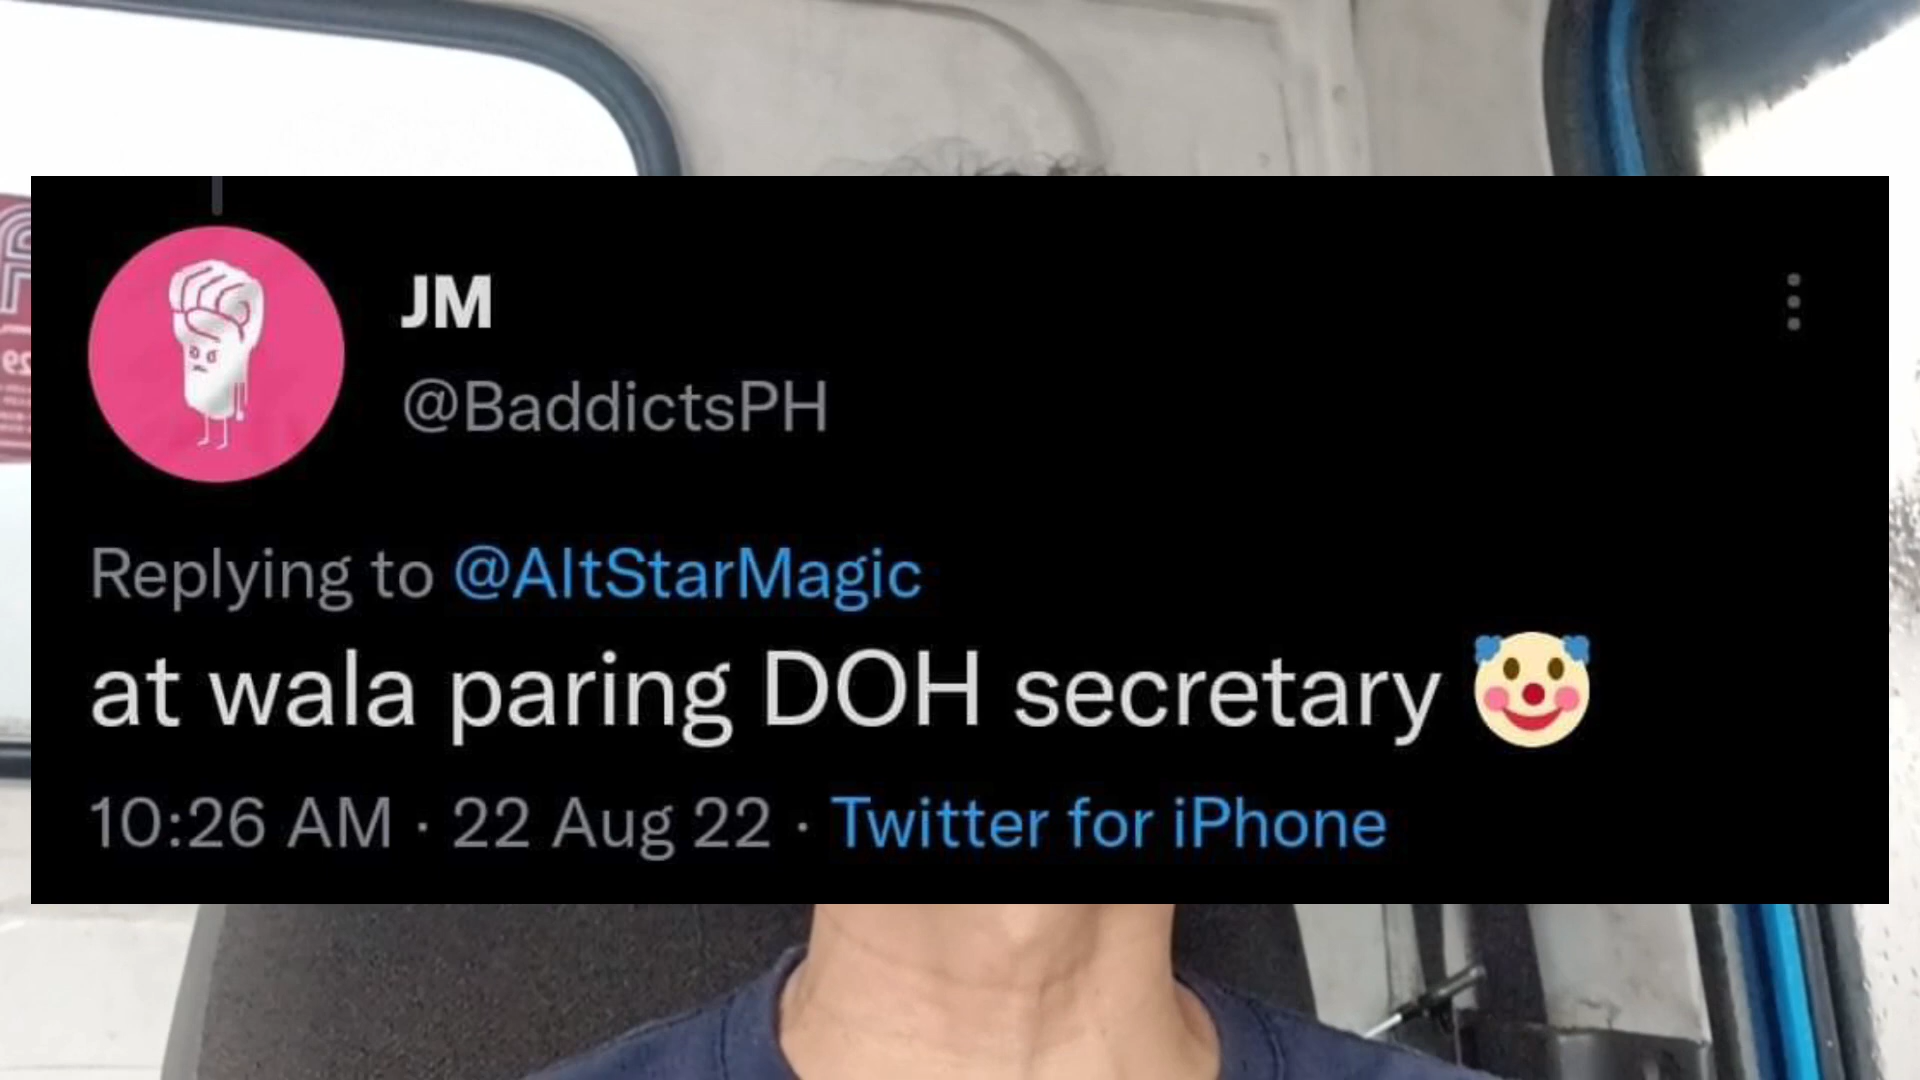 JM
@BaddictsPH
Replying to @AltStarMagic
at wala paring DOH secretary 🤡
10:26 AM · 22 Aug 22 · Twitter for iPhone